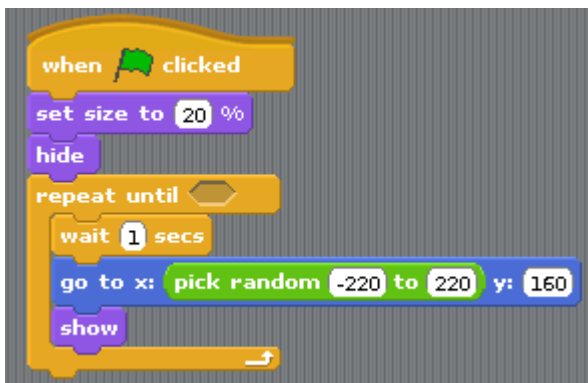 when clicked
set size to 20 %
hide
repeat until
wait 1 secs
go to x: pick random -220 to 220 y: 160
show